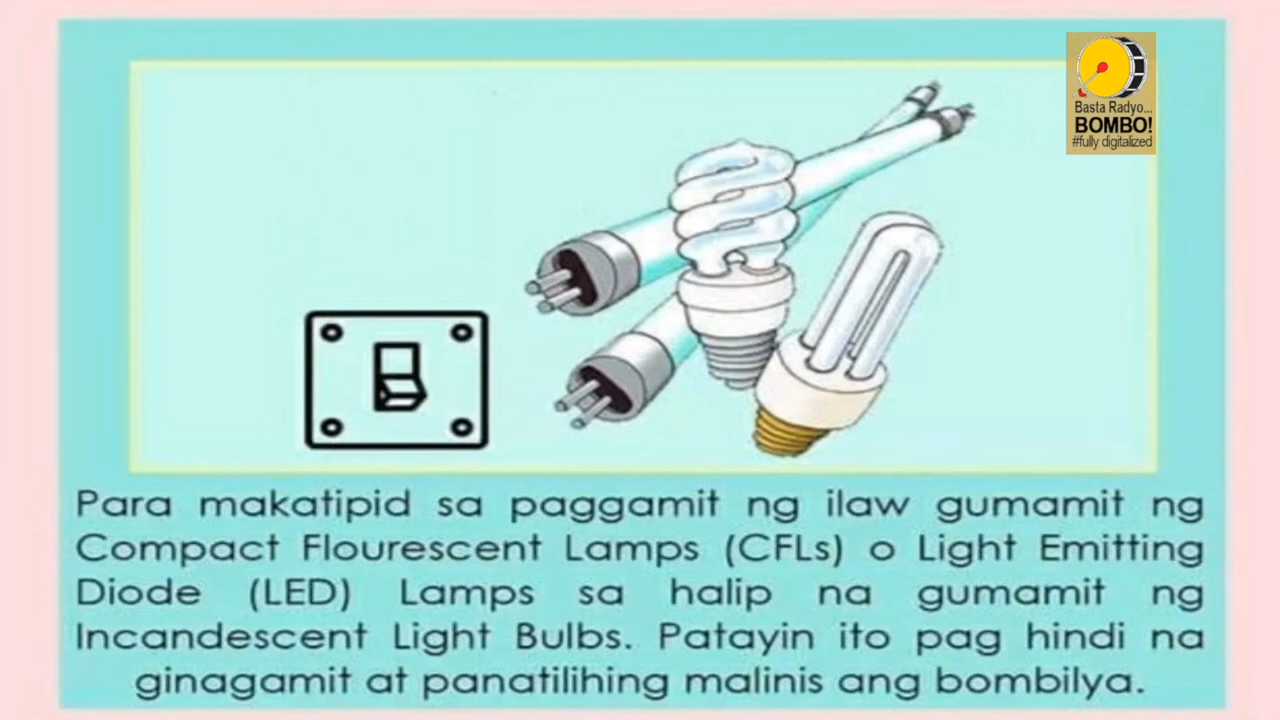 Basta Radyo...
BOMBO!
#fully digitalized
Para makatipid sa paggamit ng ilaw gumamit ng
Compact Flourescent Lamps (CFLs) o Light Emitting
Diode (LED) Lamps sa halip na gumamit ng
Incandescent Light Bulbs. Patayin ito pag hindi na
ginagamit at panatilihing malinis ang bombilya.